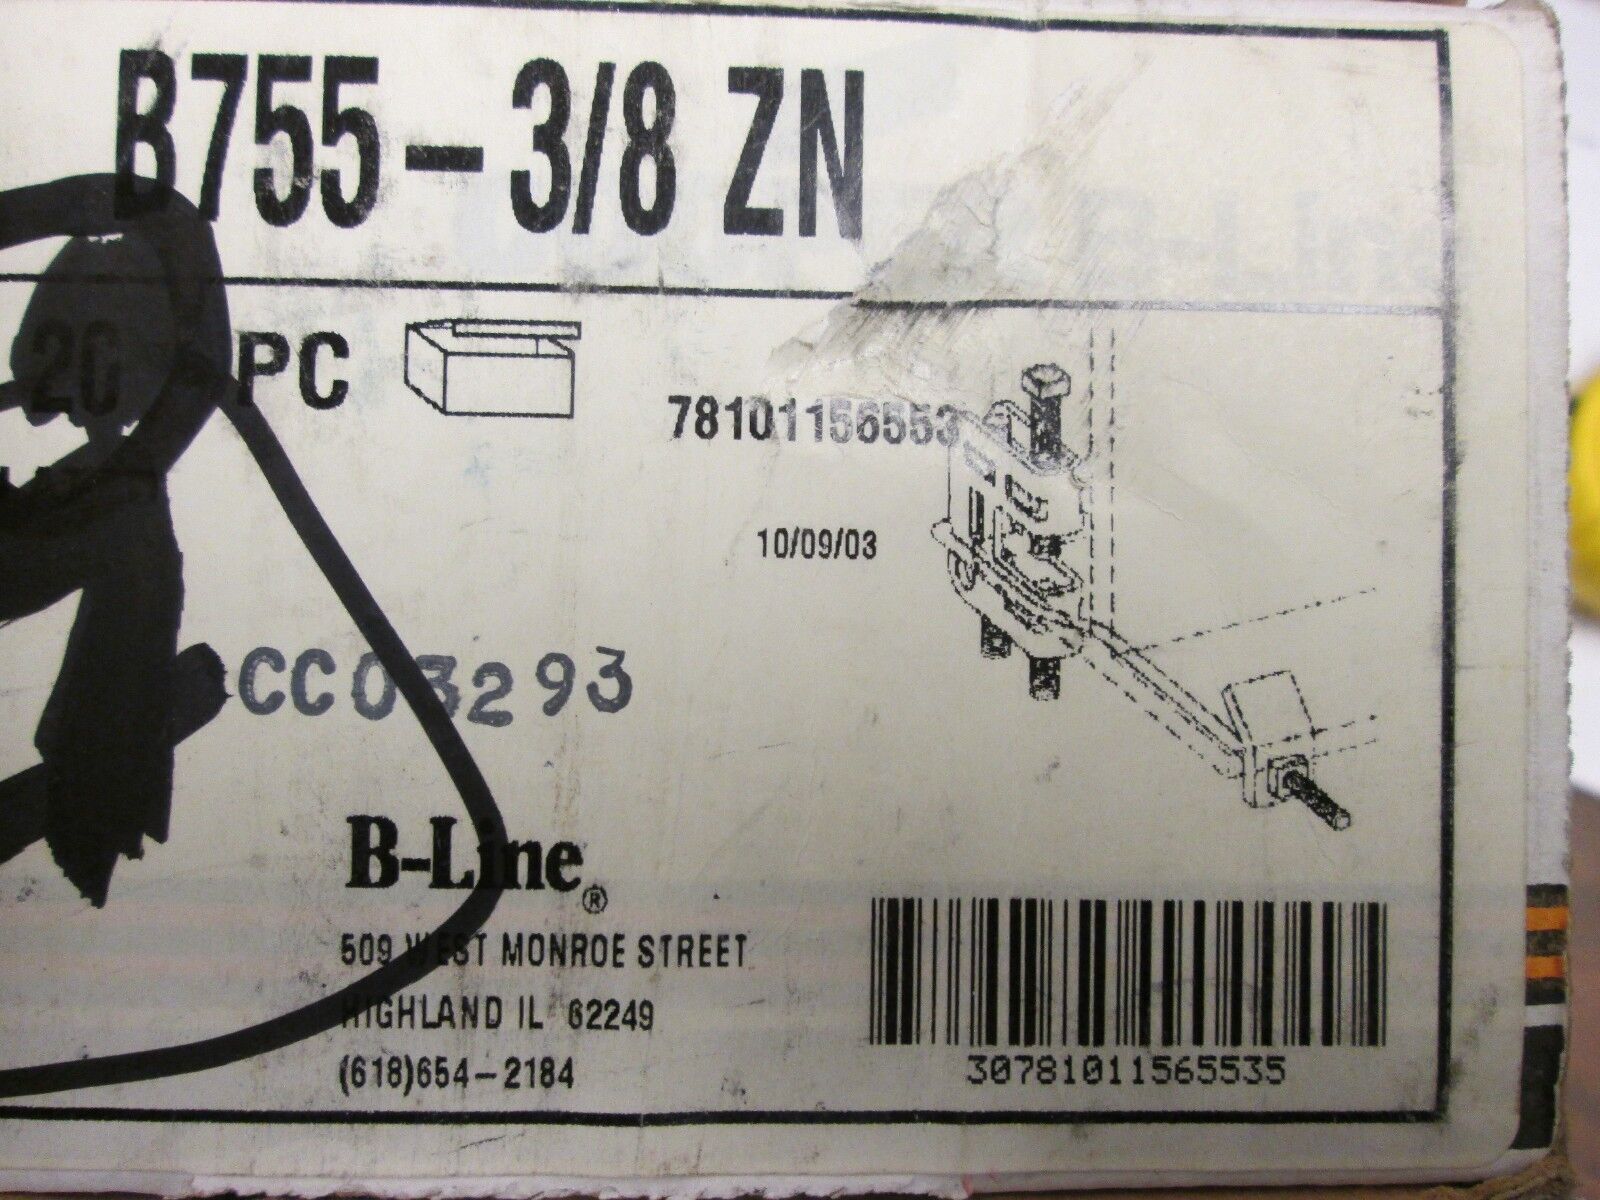 B755-3/8 ZN
PC
78101156553
10/09/03
CC03293
B-Line®
509 WEST MONROE STREET
HIGHLAND IL 62249
(618)654-2184
30781011565535